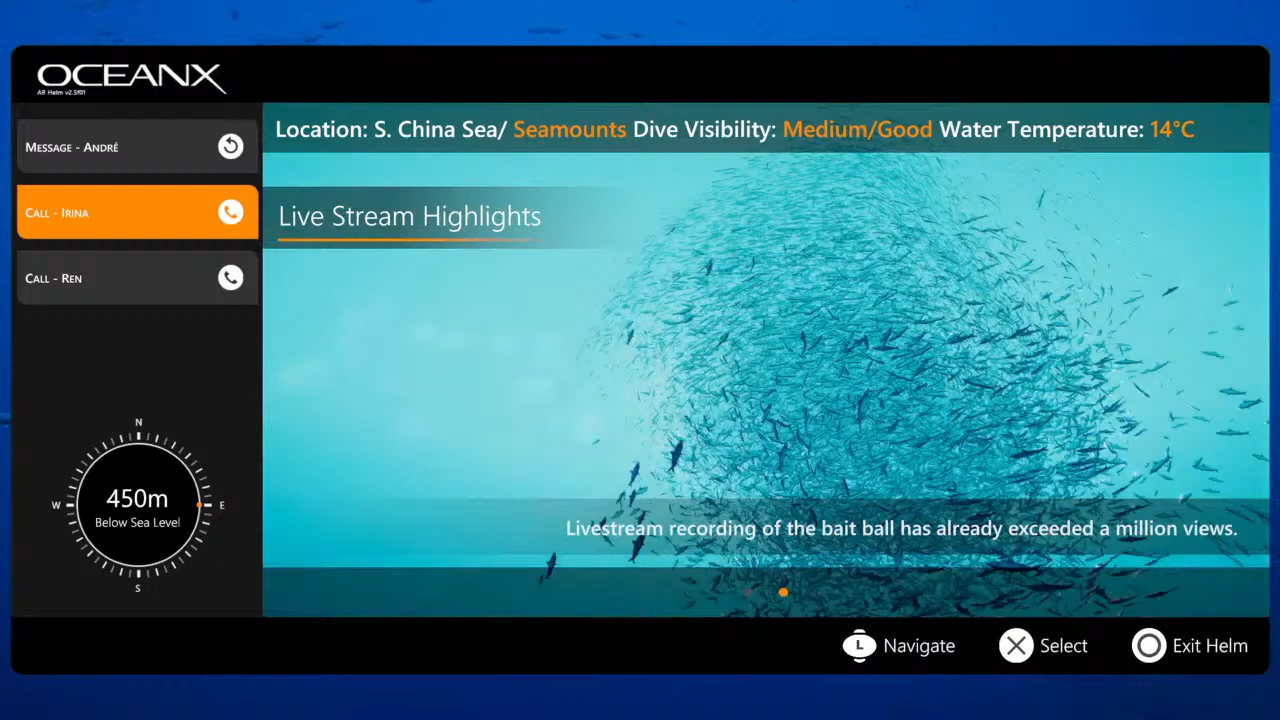 OCEANX
AR Helm v2.5f01
Location: S. China Sea/ Seamounts Dive Visibility: Medium/Good Water Temperature: 14°C
MESSAGE - ANDRÉ
CALL - IRINA
CALL - REN
Live Stream Highlights
N
W
E
S
450m
Below Sea Level
Livestream recording of the bait ball has already exceeded a million views.
L Navigate
Select
Exit Helm